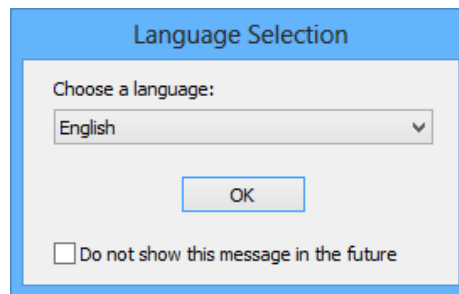 Language Selection
Choose a language:
English
OK
Do not show this message in the future